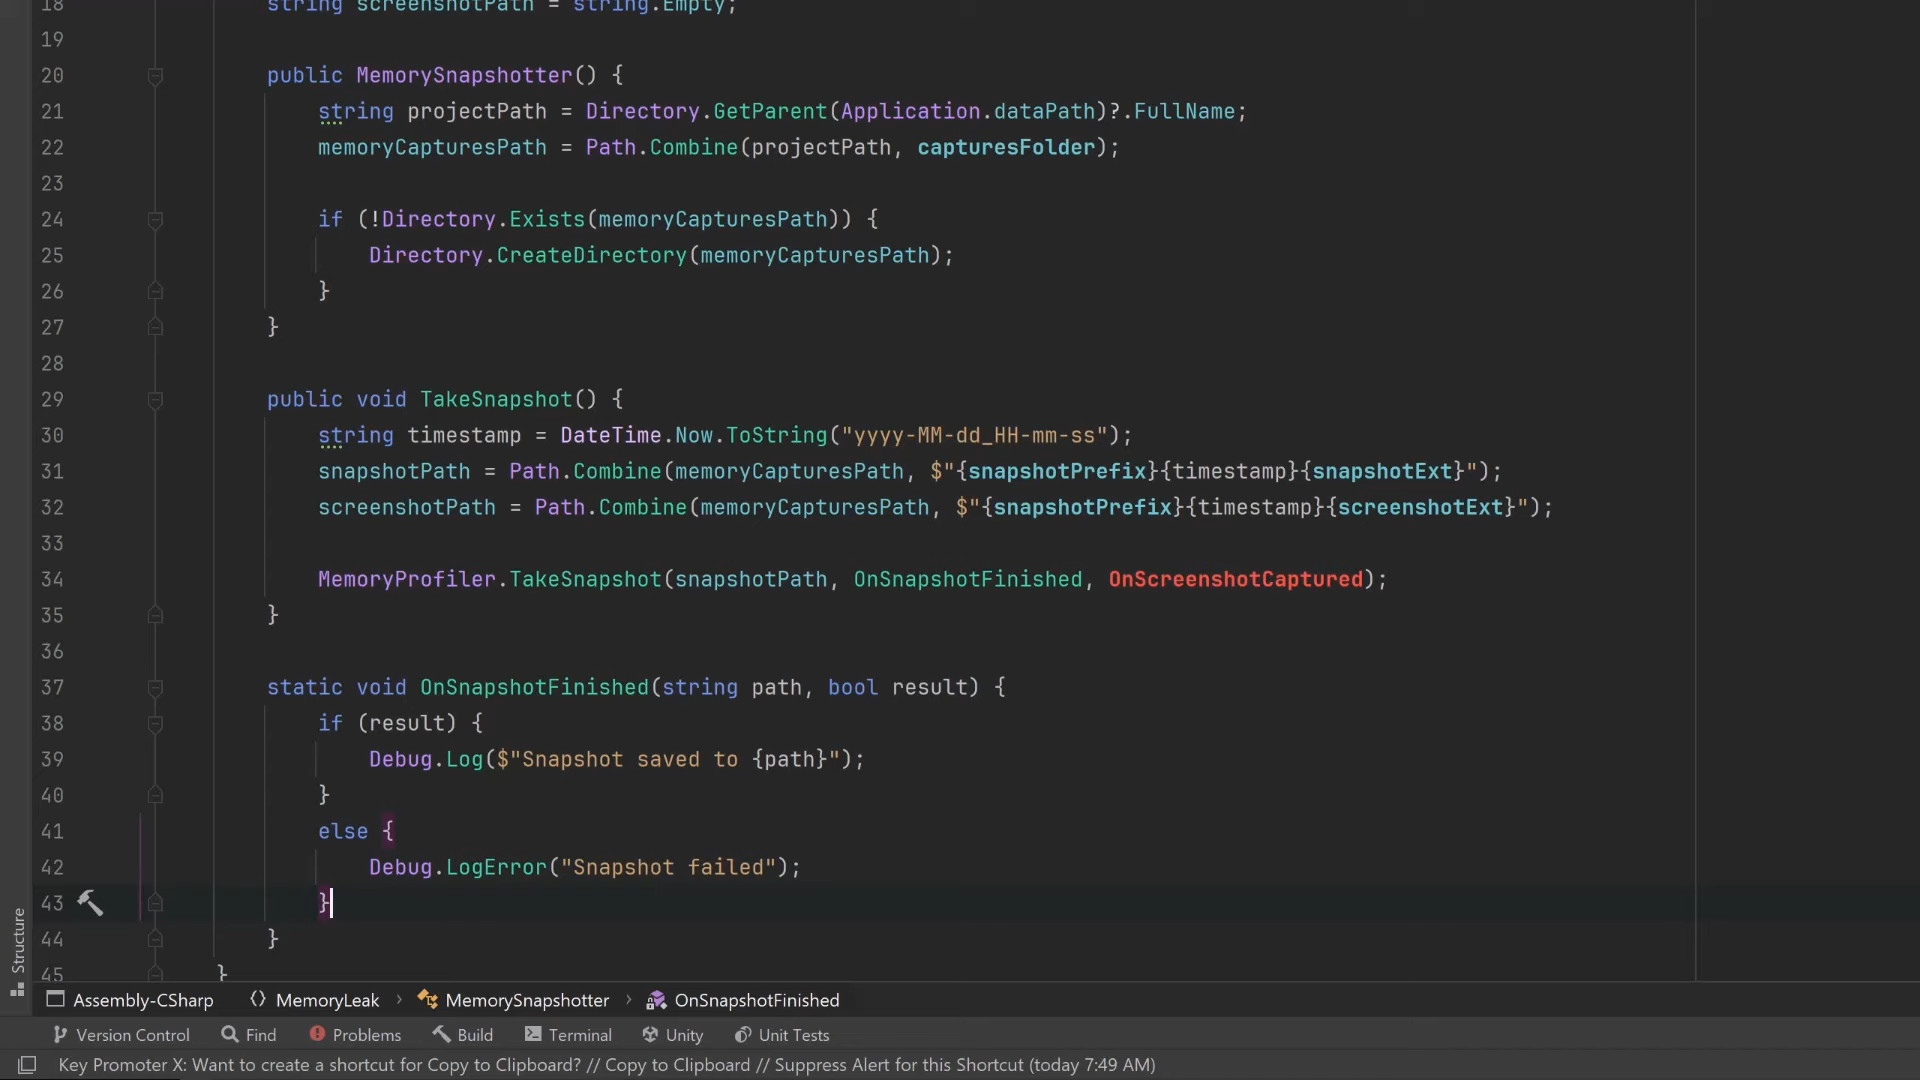 18 string screenshotPath = string.Empty;
19
20 public MemorySnapshotter() {
21 string projectPath = Directory.GetParent(Application.dataPath)?.FullName;
22 memoryCapturesPath = Path.Combine(projectPath, capturesFolder);
23
24 if (!Directory.Exists(memoryCapturesPath)) {
25 Directory.CreateDirectory(memoryCapturesPath);
26 }
27 }
28
29 public void TakeSnapshot() {
30 string timestamp = DateTime.Now.ToString("yyyy-MM-dd_HH-mm-ss");
31 snapshotPath = Path.Combine(memoryCapturesPath, $"{snapshotPrefix}{timestamp}{snapshotExt}");
32 screenshotPath = Path.Combine(memoryCapturesPath, $"{snapshotPrefix}{timestamp}{screenshotExt}");
33
34 MemoryProfiler.TakeSnapshot(snapshotPath, OnSnapshotFinished, OnScreenshotCaptured);
35 }
36
37 static void OnSnapshotFinished(string path, bool result) {
38 if (result) {
39 Debug.Log($"Snapshot saved to {path}");
40 }
41 else {
42 Debug.LogError("Snapshot failed");
43 }
44 }
45 }
Structure
Assembly-CSharp MemoryLeak › MemorySnapshotter › OnSnapshotFinished
Version Control Find Problems Build Terminal Unity Unit Tests
Key Promoter X: Want to create a shortcut for Copy to Clipboard? // Copy to Clipboard // Suppress Alert for this Shortcut (today 7:49 AM)